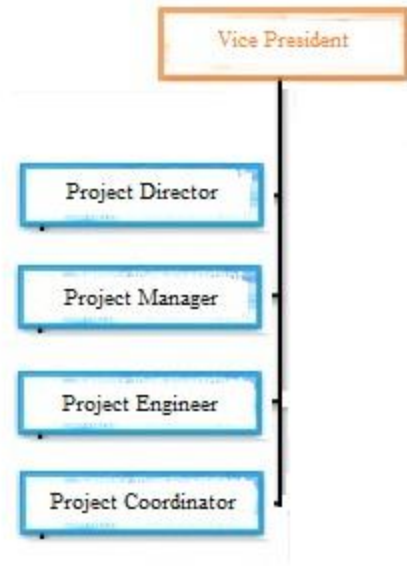 Vice President
Project Director
Project Manager
Project Engineer
Project Coordinator